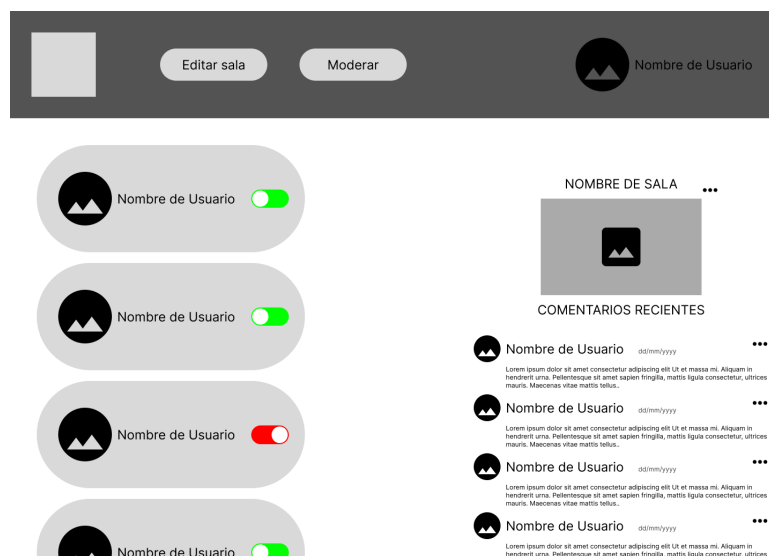 Editar sala
Moderar
Nombre de Usuario
Nombre de Usuario
Nombre de Usuario
Nombre de Usuario
Nombre de Usuario
NOMBRE DE SALA
COMENTARIOS RECIENTES
Nombre de Usuario dd/mm/yyyy
Lorem ipsum dolor sit amet consectetur adipiscing elit Ut et massa mi. Aliquam in
hendrerit urna. Pellentesque sit amet sapien fringilla, mattis ligula consectetur, ultrices
mauris. Maecenas vitae mattis tellus..
Nombre de Usuario dd/mm/yyyy
Lorem ipsum dolor sit amet consectetur adipiscing elit Ut et massa mi. Aliquam in
hendrerit urna. Pellentesque sit amet sapien fringilla, mattis ligula consectetur, ultrices
mauris. Maecenas vitae mattis tellus..
Nombre de Usuario dd/mm/yyyy
Lorem ipsum dolor sit amet consectetur adipiscing elit Ut et massa mi. Aliquam in
hendrerit urna. Pellentesque sit amet sapien fringilla, mattis ligula consectetur, ultrices
mauris. Maecenas vitae mattis tellus..
Nombre de Usuario dd/mm/yyyy
Lorem ipsum dolor sit amet consectetur adipiscing elit Ut et massa mi. Aliquam in
hendrerit urna. Pellentesque sit amet sapien fringilla, mattis ligula consectetur, ultrices